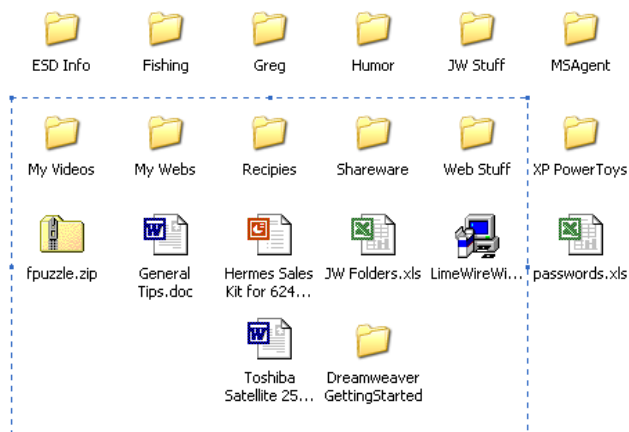 ESD Info
Fishing
Greg
Humor
JW Stuff
MSAgent
My Videos
My Webs
Recipies
Shareware
Web Stuff
XP PowerToys
fpuzzle.zip
General
Tips.doc
Hermes Sales
Kit for 624...
JW Folders.xls
LimeWireWi...
passwords.xls
Toshiba
Satellite 25...
Dreamweaver
GettingStarted